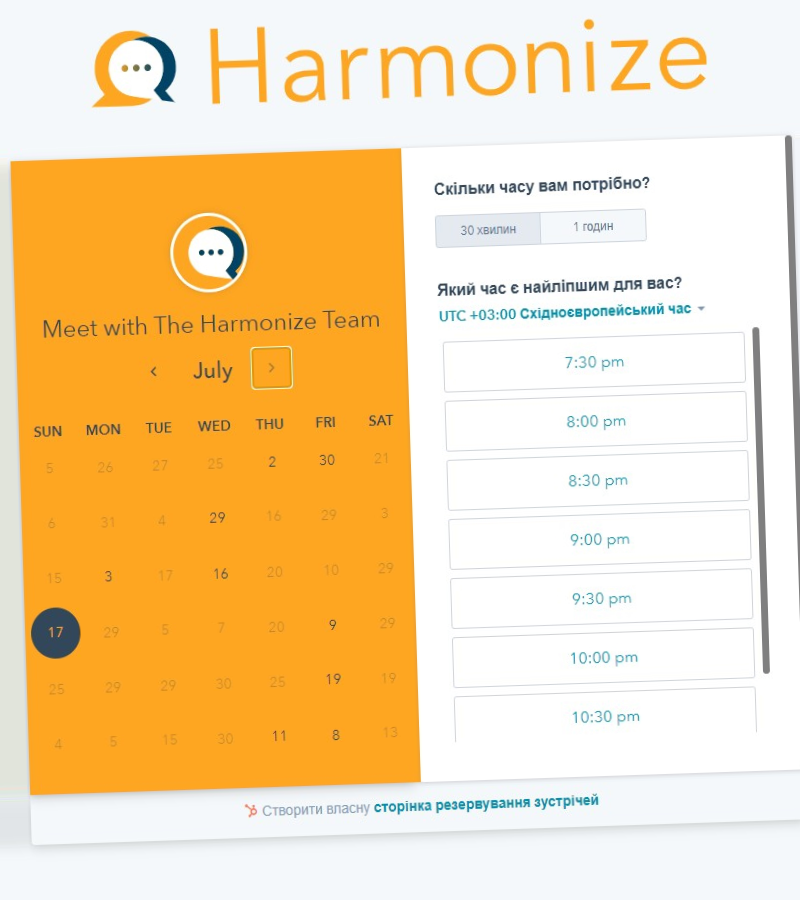 Harmonize
Meet with The Harmonize Team
July
SUN MON TUE WED THU FRI SAT
5 26 27 25 2 30 21
6 31 4 29 16 29 3
15 3 17 16 20 10 29
17 29 5 7 20 9 29
25 29 29 30 25 19 19
4 5 15 30 11 8 13
Скільки часу вам потрібно?
30 хвилин 1 годин
Який час є найліпшим для вас?
UTC +03:00 Східноєвропейський час
7:30 pm
8:00 pm
8:30 pm
9:00 pm
9:30 pm
10:00 pm
10:30 pm
Створити власну сторінка резервування зустрічей